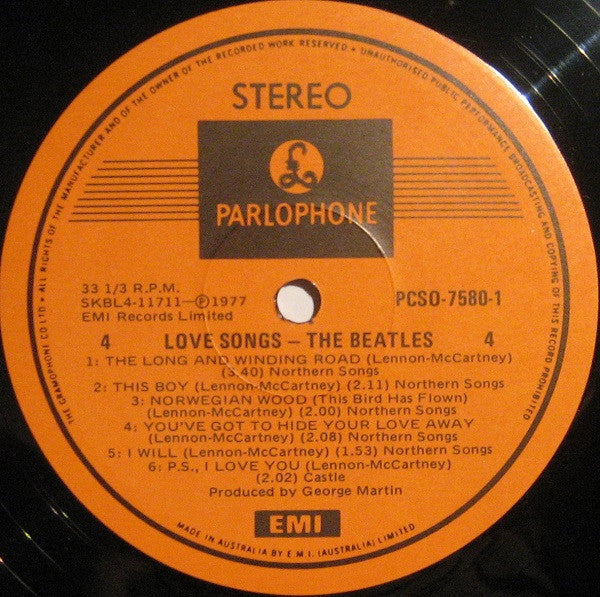 THE GRAMOPHONE CO LTD • ALL RIGHTS OF THE MANUFACTURER AND OF THE OWNER OF THE RECORDED WORK RESERVED • UNAUTHORISED PUBLIC PERFORMANCE BROADCASTING AND COPYING OF THIS RECORD PROHIBITED
STEREO
£
PARLOPHONE
33 1/3 R.P.M.
SKBL4-11711—Ⓟ1977
PCSO-7580-1
EMI Records Limited
4 LOVE SONGS – THE BEATLES 4
1: THE LONG AND WINDING ROAD (Lennon-McCartney)
(3.40) Northern Songs
2: THIS BOY (Lennon-McCartney) (2.11) Northern Songs
3: NORWEGIAN WOOD (This Bird Has Flown)
(Lennon-McCartney) (2.00) Northern Songs
4: YOU'VE GOT TO HIDE YOUR LOVE AWAY
(Lennon-McCartney) (2.08) Northern Songs
5: I WILL (Lennon-McCartney) (1.53) Northern Songs
6: P.S., I LOVE YOU (Lennon-McCartney)
(2.02) Castle
Produced by George Martin
EMI
MADE IN AUSTRALIA BY E.M.I. (AUSTRALIA) LIMITED